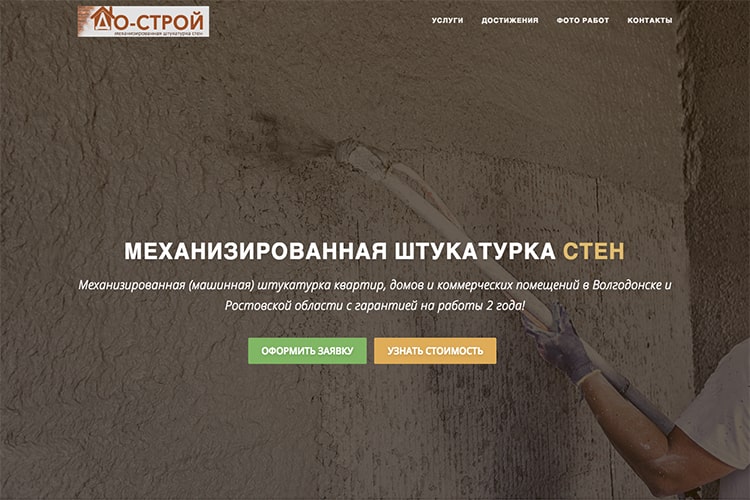 ДО-СТРОЙ
механизированная штукатурка стен
УСЛУГИ ДОСТИЖЕНИЯ ФОТО РАБОТ КОНТАКТЫ
МЕХАНИЗИРОВАННАЯ ШТУКАТУРКА СТЕН
Механизированная (машинная) штукатурка квартир, домов и коммерческих помещений в Волгодонске и
Ростовской области с гарантией на работы 2 года!
ОФОРМИТЬ ЗАЯВКУ УЗНАТЬ СТОИМОСТЬ